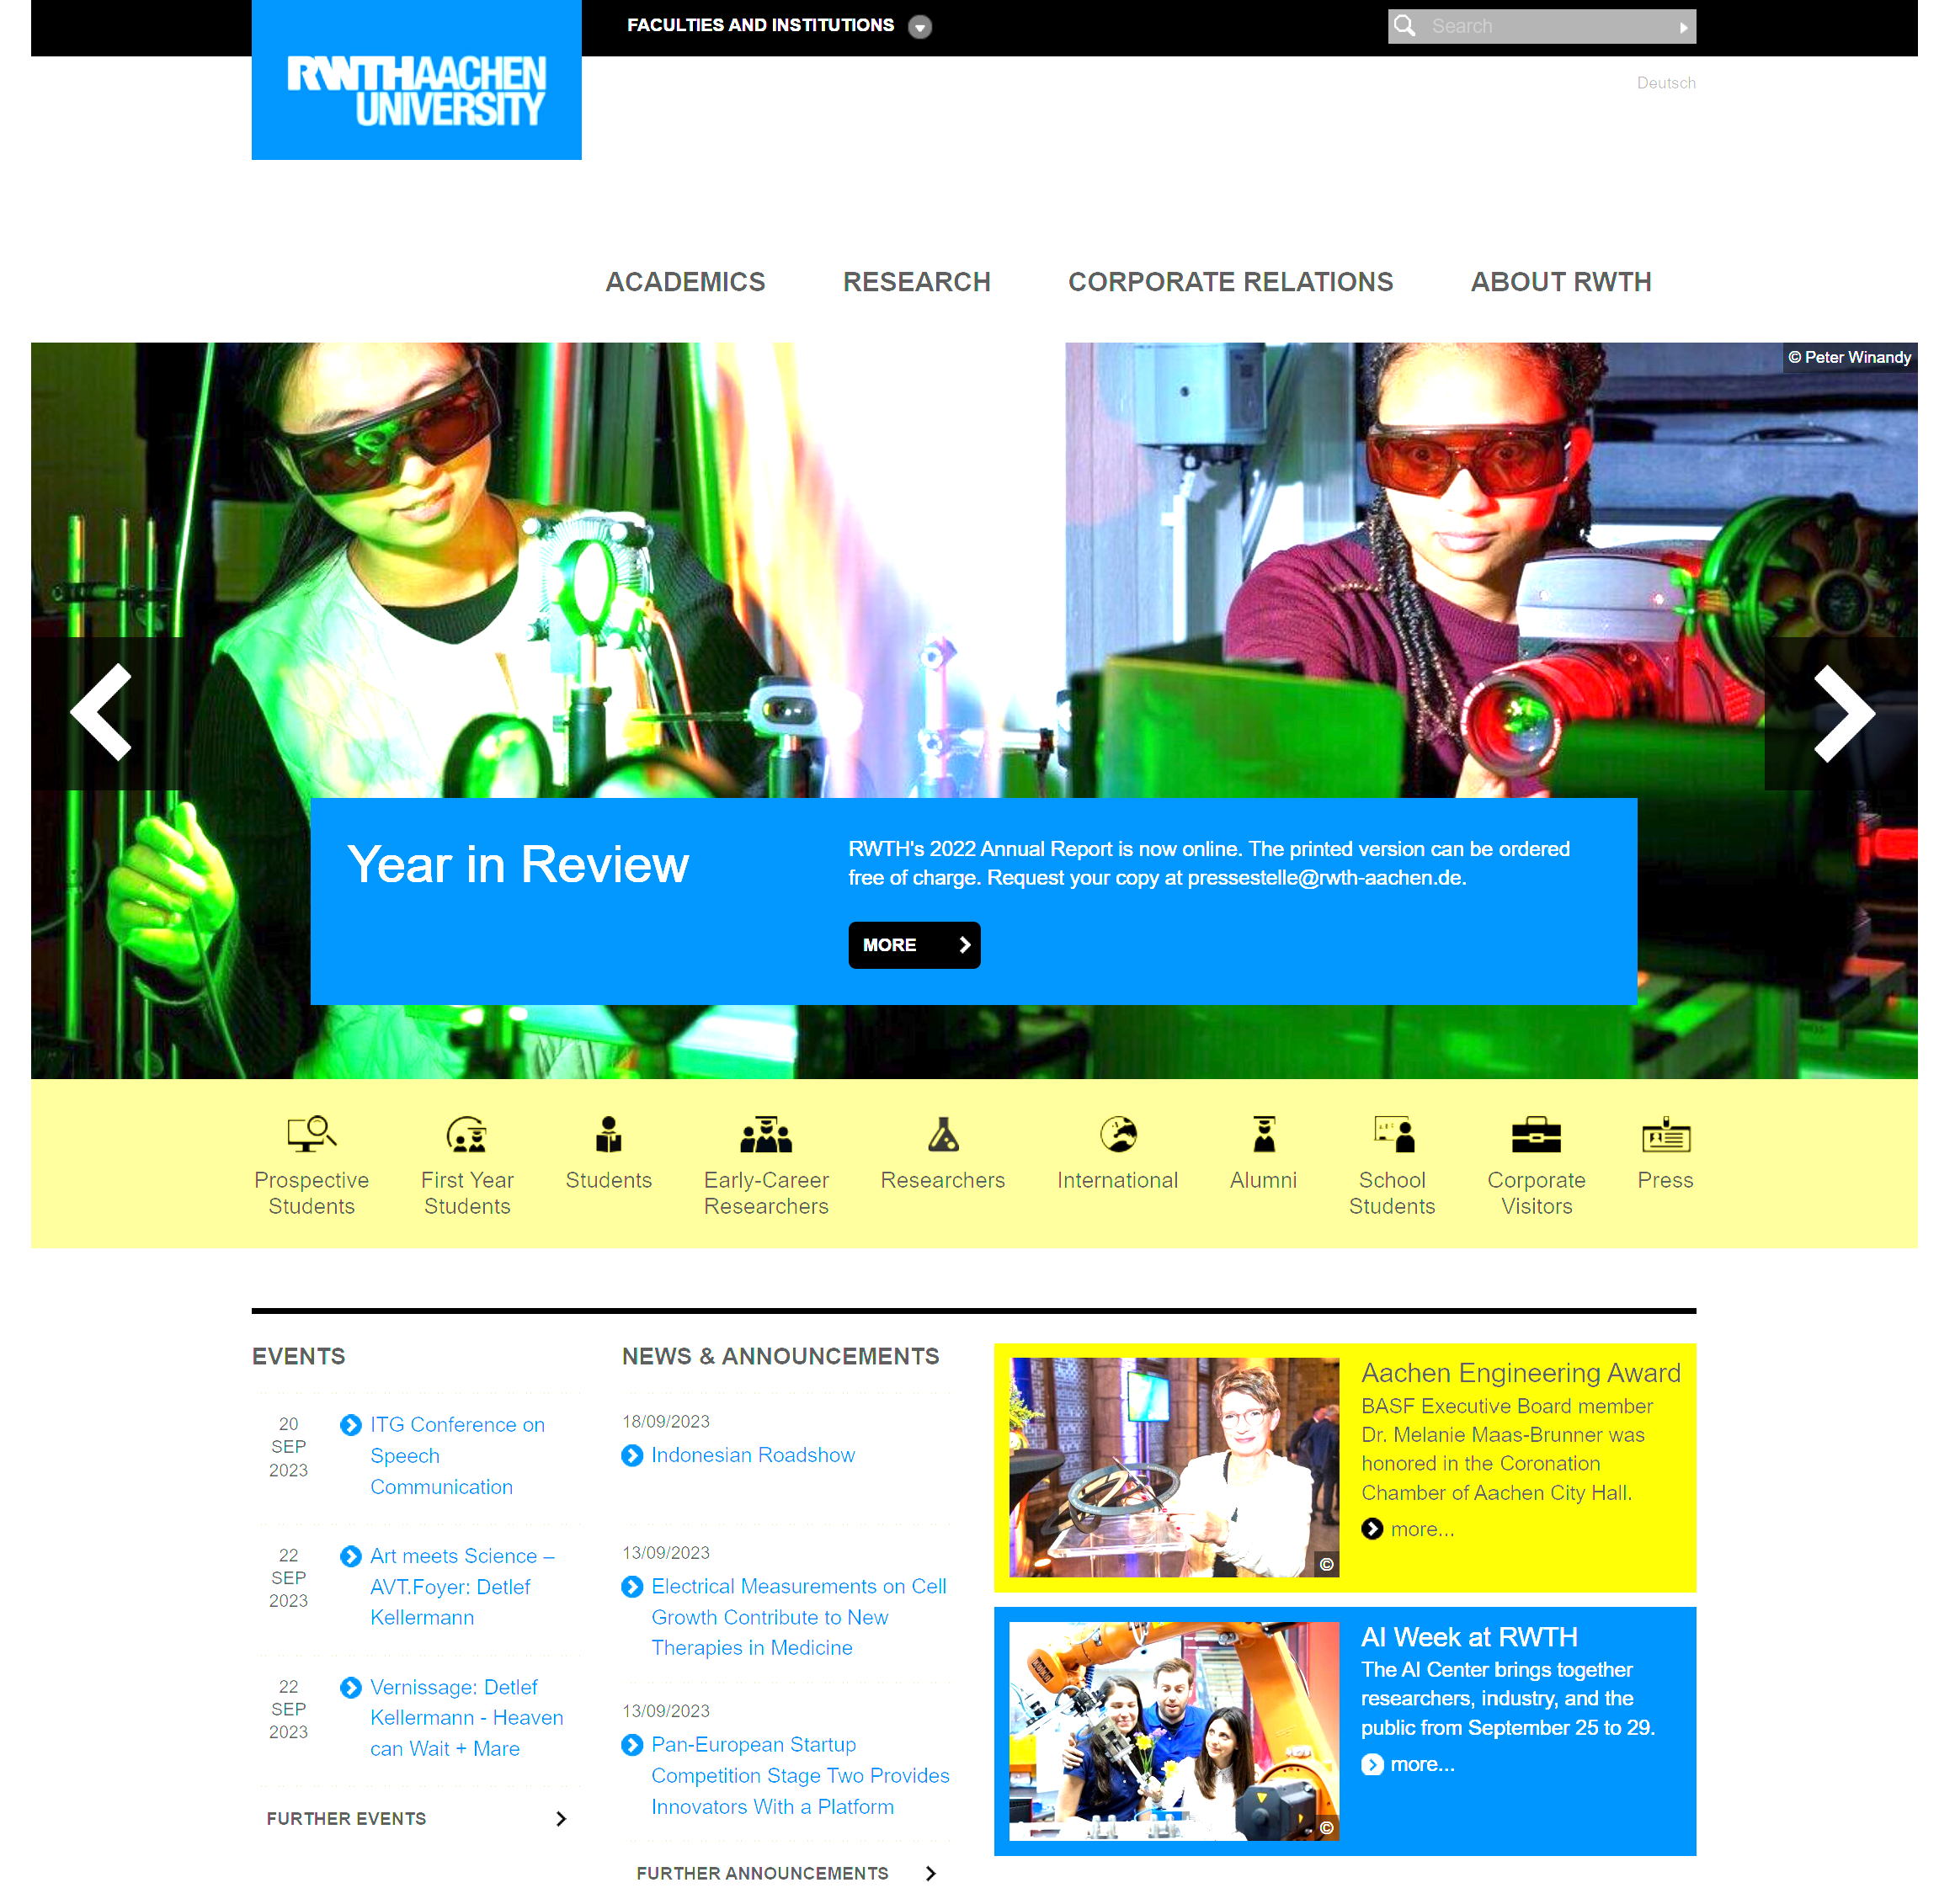 FACULTIES AND INSTITUTIONS
Search
RWTHAACHEN
UNIVERSITY
Deutsch
ACADEMICS
RESEARCH
CORPORATE RELATIONS
ABOUT RWTH
© Peter Winandy
Year in Review
RWTH's 2022 Annual Report is now online. The printed version can be ordered
free of charge. Request your copy at pressestelle@rwth-aachen.de.
MORE
Prospective
Students
First Year
Students
Students
Early-Career
Researchers
Researchers
International
Alumni
School
Students
Corporate
Visitors
Press
EVENTS
20
SEP
2023
ITG Conference on
Speech
Communication
22
SEP
2023
Art meets Science –
AVT.Foyer: Detlef
Kellermann
22
SEP
2023
Vernissage: Detlef
Kellermann - Heaven
can Wait + Mare
FURTHER EVENTS
NEWS & ANNOUNCEMENTS
18/09/2023
Indonesian Roadshow
13/09/2023
Electrical Measurements on Cell
Growth Contribute to New
Therapies in Medicine
13/09/2023
Pan-European Startup
Competition Stage Two Provides
Innovators With a Platform
FURTHER ANNOUNCEMENTS
Aachen Engineering Award
BASF Executive Board member
Dr. Melanie Maas-Brunner was
honored in the Coronation
Chamber of Aachen City Hall.
more...
©
AI Week at RWTH
The AI Center brings together
researchers, industry, and the
public from September 25 to 29.
more...
©